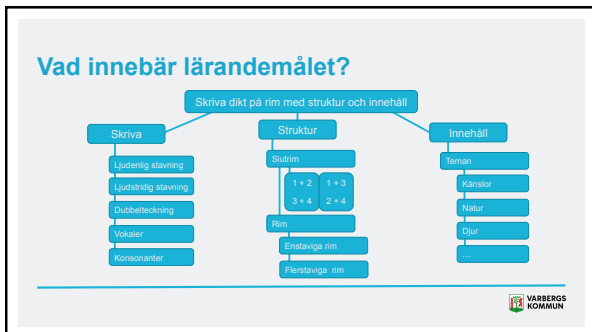 Vad innebär lärandemålet?
Skriva dikt på rim med struktur och innehåll
Skriva
Ljudenlig stavning
Ljudstridig stavning
Dubbelteckning
Vokaler
Konsonanter
Struktur
Slutrim
1 + 2
3 + 4
1 + 3
2 + 4
Rim
Enstaviga rim
Flerstaviga rim
Innehåll
Teman
Känslor
Natur
Djur
...
VARBERGS
KOMMUN